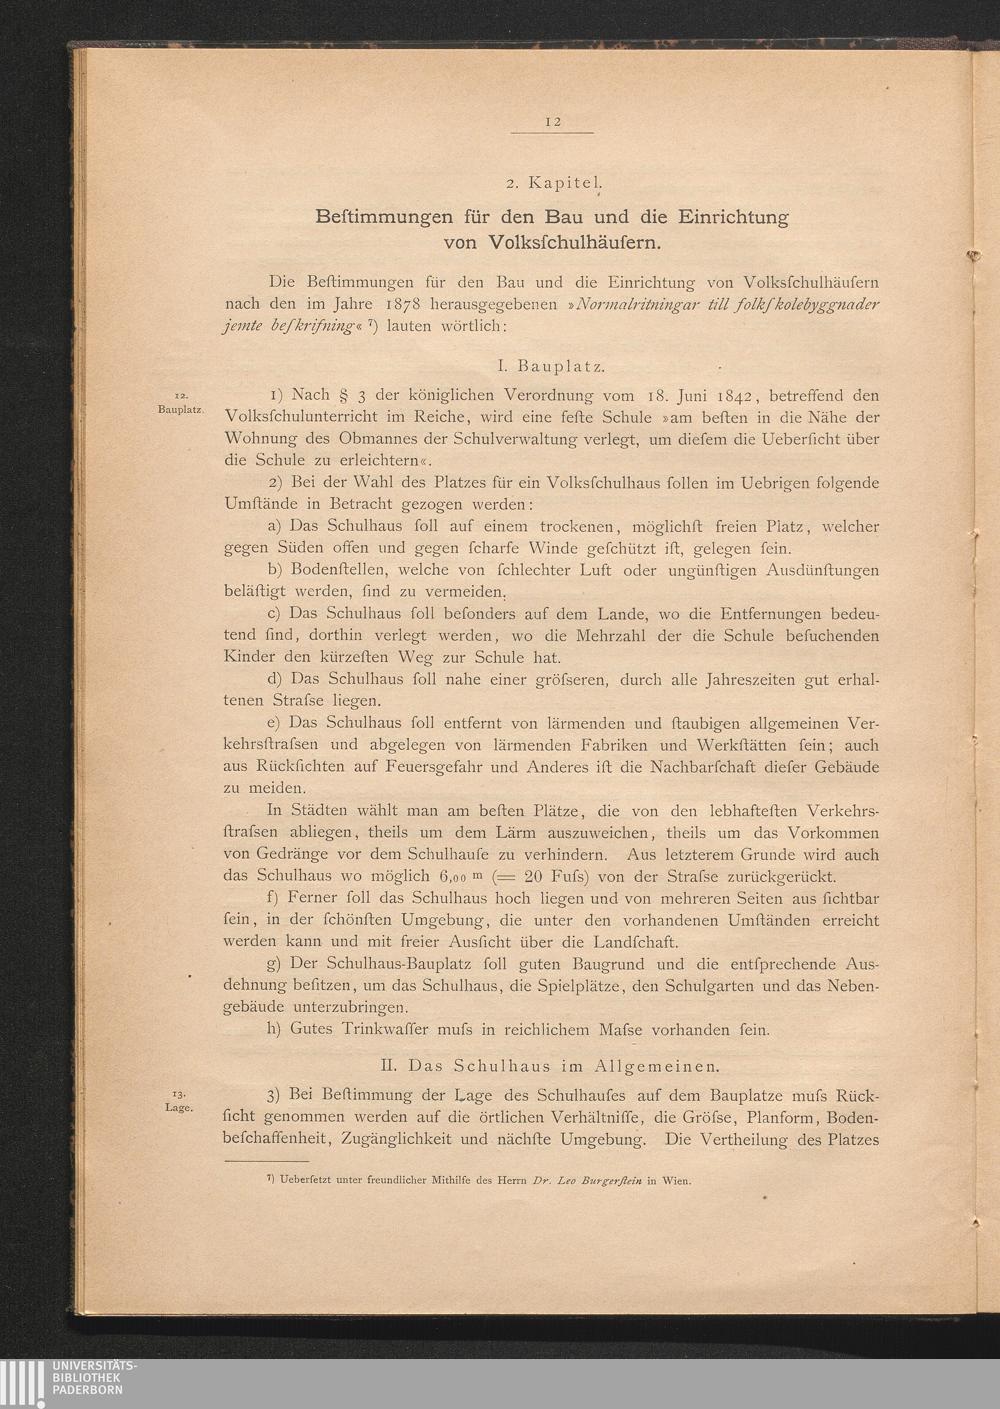 12
2. Kapitel.
Beſtimmungen für den Bau und die Einrichtung
von Volksſchulhäuſern.
Die Beſtimmungen für den Bau und die Einrichtung von Volksſchulhäuſern
nach den im Jahre 1878 herausgegebenen »Normalritningar till folkſkolebyggnader
jemte beſkrifning« ⁷) lauten wörtlich:
I. Bauplatz.
12.
Bauplatz.
1) Nach § 3 der königlichen Verordnung vom 18. Juni 1842, betreffend den
Volksſchulunterricht im Reiche, wird eine feſte Schule »am beſten in die Nähe der
Wohnung des Obmannes der Schulverwaltung verlegt, um dieſem die Ueberſicht über
die Schule zu erleichtern«.
2) Bei der Wahl des Platzes für ein Volksſchulhaus ſollen im Uebrigen folgende
Umſtände in Betracht gezogen werden:
a) Das Schulhaus ſoll auf einem trockenen, möglichſt freien Platz, welcher
gegen Süden offen und gegen ſcharfe Winde geſchützt iſt, gelegen ſein.
b) Bodenſtellen, welche von ſchlechter Luft oder ungünſtigen Ausdünſtungen
beläſtigt werden, ſind zu vermeiden.
c) Das Schulhaus ſoll beſonders auf dem Lande, wo die Entfernungen bedeu-
tend ſind, dorthin verlegt werden, wo die Mehrzahl der die Schule beſuchenden
Kinder den kürzeſten Weg zur Schule hat.
d) Das Schulhaus ſoll nahe einer gröſseren, durch alle Jahreszeiten gut erhal-
tenen Straſse liegen.
e) Das Schulhaus ſoll entfernt von lärmenden und ſtaubigen allgemeinen Ver-
kehrsſtraſsen und abgelegen von lärmenden Fabriken und Werkſtätten ſein; auch
aus Rückſichten auf Feuersgefahr und Anderes iſt die Nachbarſchaft dieſer Gebäude
zu meiden.
In Städten wählt man am beſten Plätze, die von den lebhafteſten Verkehrs-
ſtraſsen abliegen, theils um dem Lärm auszuweichen, theils um das Vorkommen
von Gedränge vor dem Schulhauſe zu verhindern. Aus letzterem Grunde wird auch
das Schulhaus wo möglich 6,00 m (= 20 Fuſs) von der Straſse zurückgerückt.
f) Ferner ſoll das Schulhaus hoch liegen und von mehreren Seiten aus ſichtbar
ſein, in der ſchönſten Umgebung, die unter den vorhandenen Umſtänden erreicht
werden kann und mit freier Ausſicht über die Landſchaft.
g) Der Schulhaus-Bauplatz ſoll guten Baugrund und die entſprechende Aus-
dehnung beſitzen, um das Schulhaus, die Spielplätze, den Schulgarten und das Neben-
gebäude unterzubringen.
h) Gutes Trinkwaſſer muſs in reichlichem Maſse vorhanden ſein.
II. Das Schulhaus im Allgemeinen.
13.
Lage.
3) Bei Beſtimmung der Lage des Schulhauſes auf dem Bauplatze muſs Rück-
ſicht genommen werden auf die örtlichen Verhältniſſe, die Gröſse, Planform, Boden-
beſchaffenheit, Zugänglichkeit und nächſte Umgebung. Die Vertheilung des Platzes
⁷) Ueberſetzt unter freundlicher Mithilfe des Herrn Dr. Leo Burgerſtein in Wien.
UNIVERSITÄTS-
BIBLIOTHEK
PADERBORN